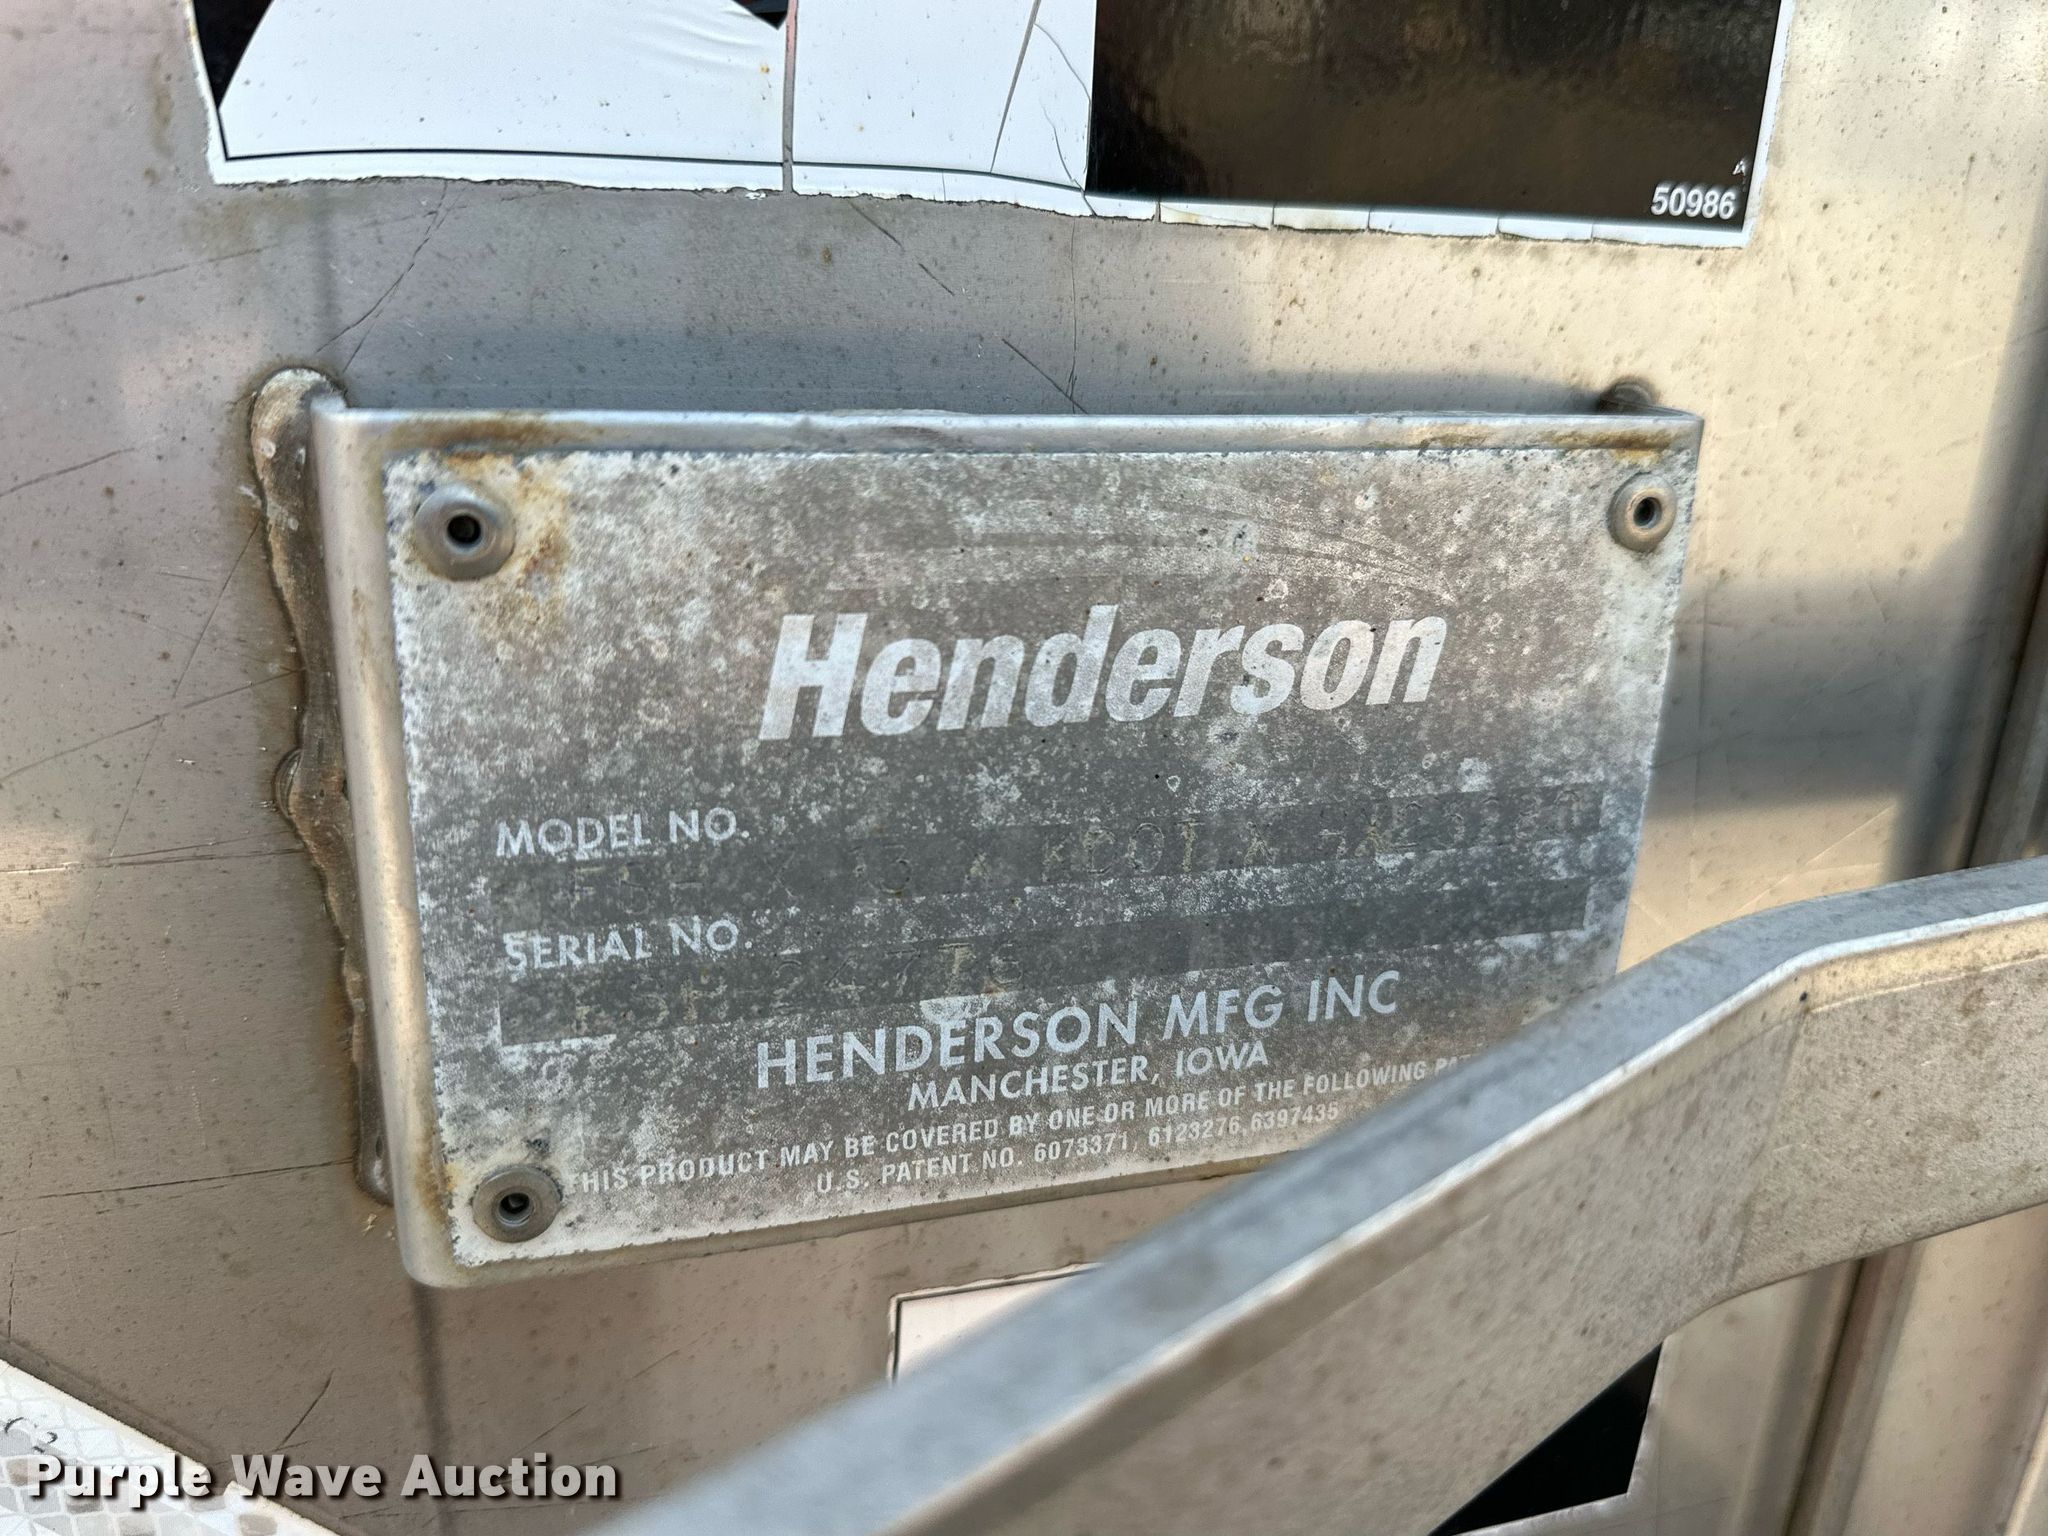 50986
Henderson
MODEL NO.
SERIAL NO.
HENDERSON MFG INC
MANCHESTER, IOWA
THIS PRODUCT MAY BE COVERED BY ONE OR MORE OF THE FOLLOWING
U.S. PATENT NO. 6073371, 6123276, 6397435
Purple Wave Auction